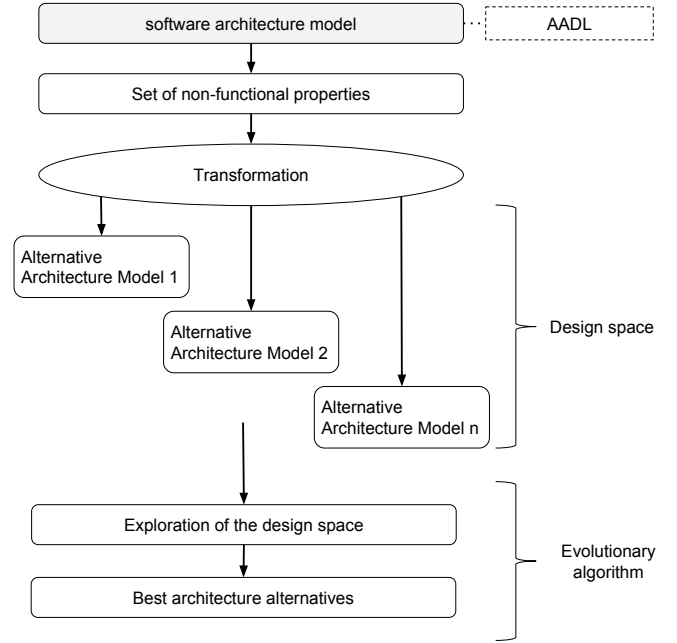 software architecture model
AADL
Set of non-functional properties
Transformation
Alternative
Architecture Model 1
Alternative
Architecture Model 2
Alternative
Architecture Model n
Design space
Exploration of the design space
Best architecture alternatives
Evolutionary
algorithm